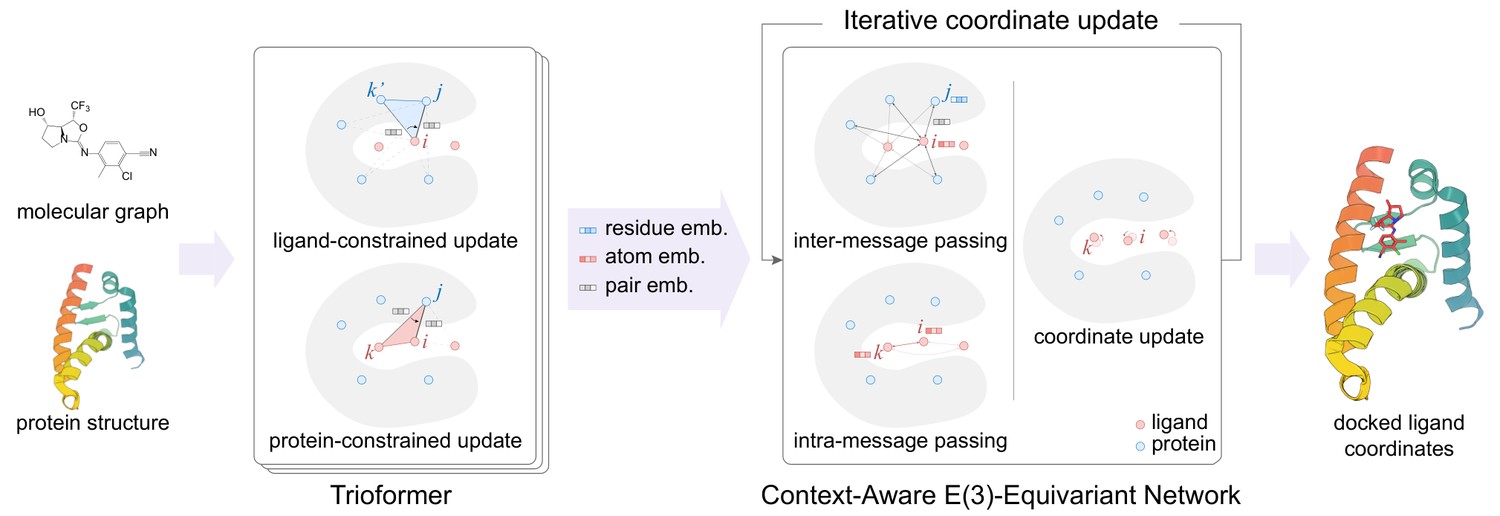 HO
CF3
O
N
N
N
Cl
molecular graph
protein structure
k'
j
i
ligand-constrained update
j
k
i
protein-constrained update
Trioformer
residue emb.
atom emb.
pair emb.
Iterative coordinate update
j
i
inter-message passing
i
k
intra-message passing
k
i
coordinate update
ligand
protein
Context-Aware E(3)-Equivariant Network
docked ligand
coordinates